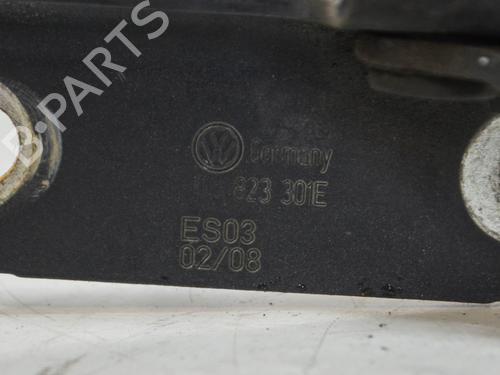 B-PARTS
Germany
823 301E
ES03
02/08